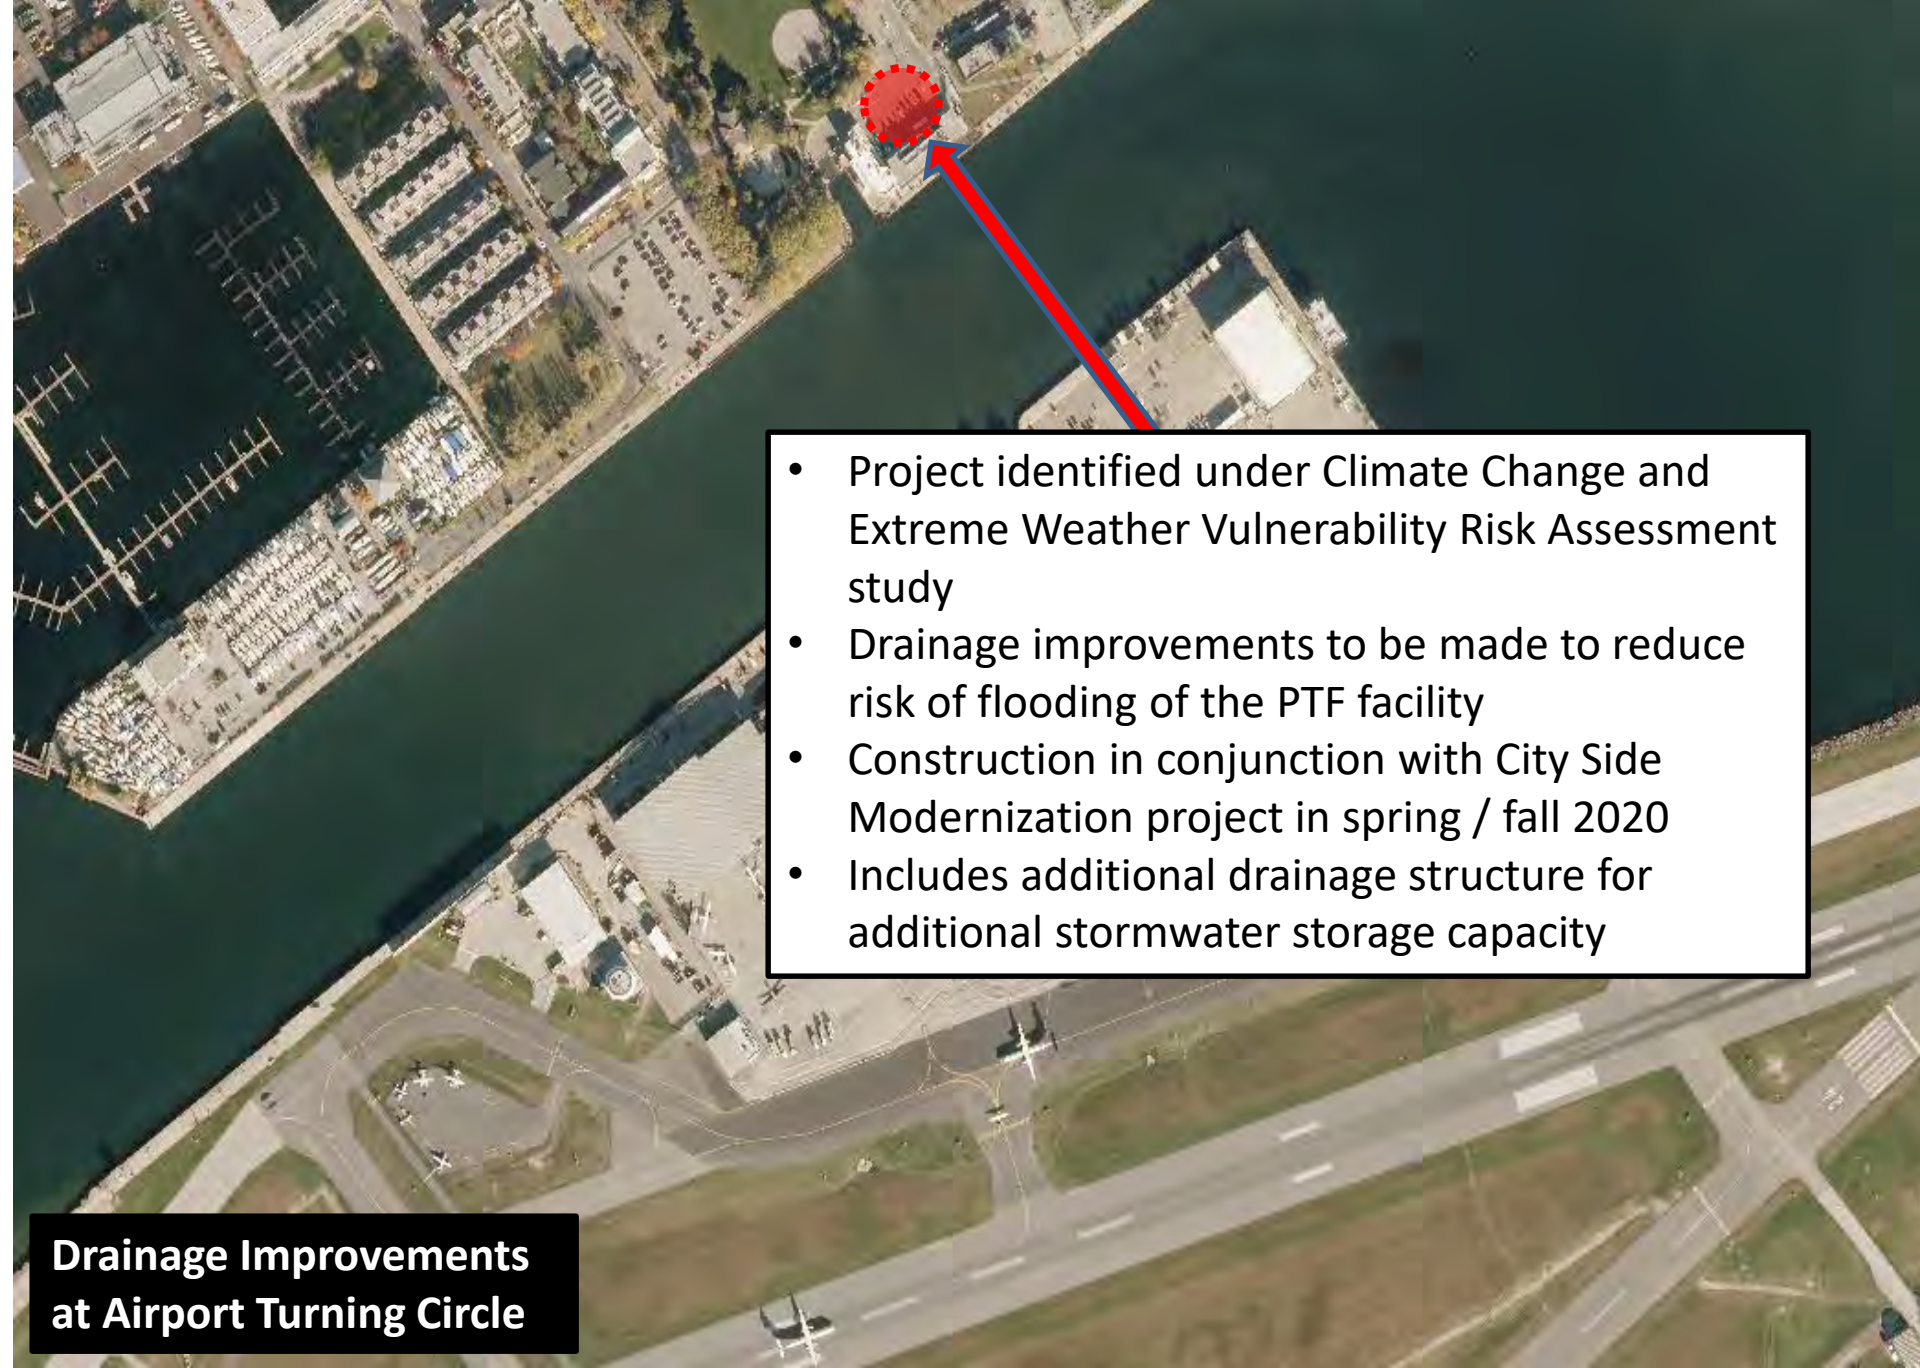 • Project identified under Climate Change and
Extreme Weather Vulnerability Risk Assessment
study
• Drainage improvements to be made to reduce
risk of flooding of the PTF facility
• Construction in conjunction with City Side
Modernization project in spring / fall 2020
• Includes additional drainage structure for
additional stormwater storage capacity
Drainage Improvements
at Airport Turning Circle